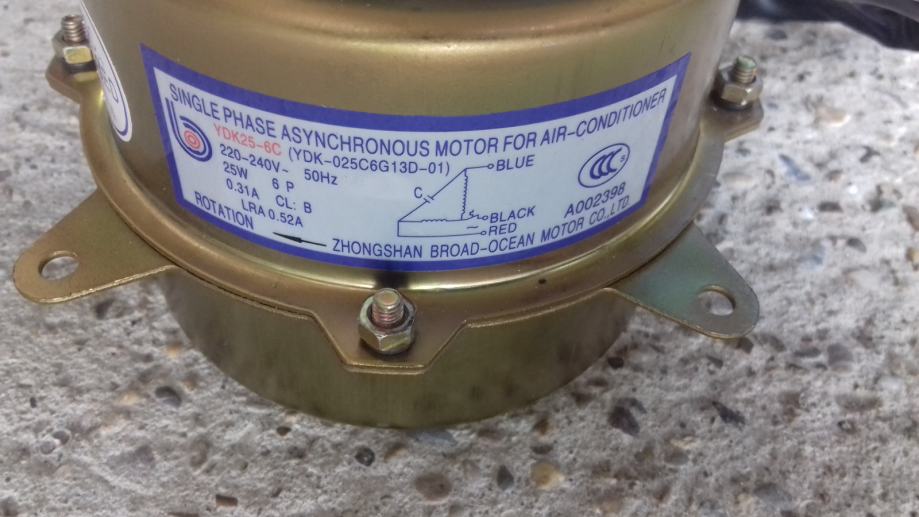 SINGLE PHASE ASYNCHRONOUS MOTOR FOR AIR-CONDITIONER
YDK25-6C (YDK-025C6G13D-01)
220-240V~ 50Hz
25W 6 P
0.31A CL: B
LRA 0.52A
ROTATION
C
BLUE
BLACK
~ RED
CCC S
A002398
ZHONGSHAN BROAD-OCEAN MOTOR CO.,LTD.